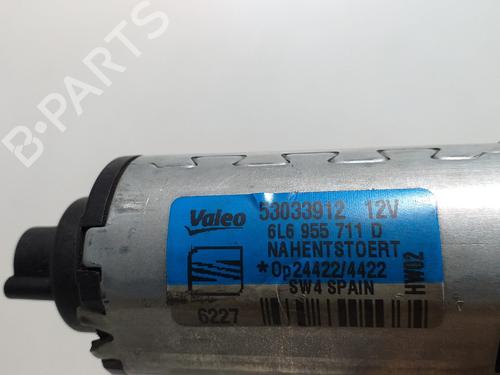 B-PARTS
Valeo 53033912 12V
6L6 955 711 D
NAHENTSTOERT
*Op24422/4422
SW4 SPAIN
6227
HW02